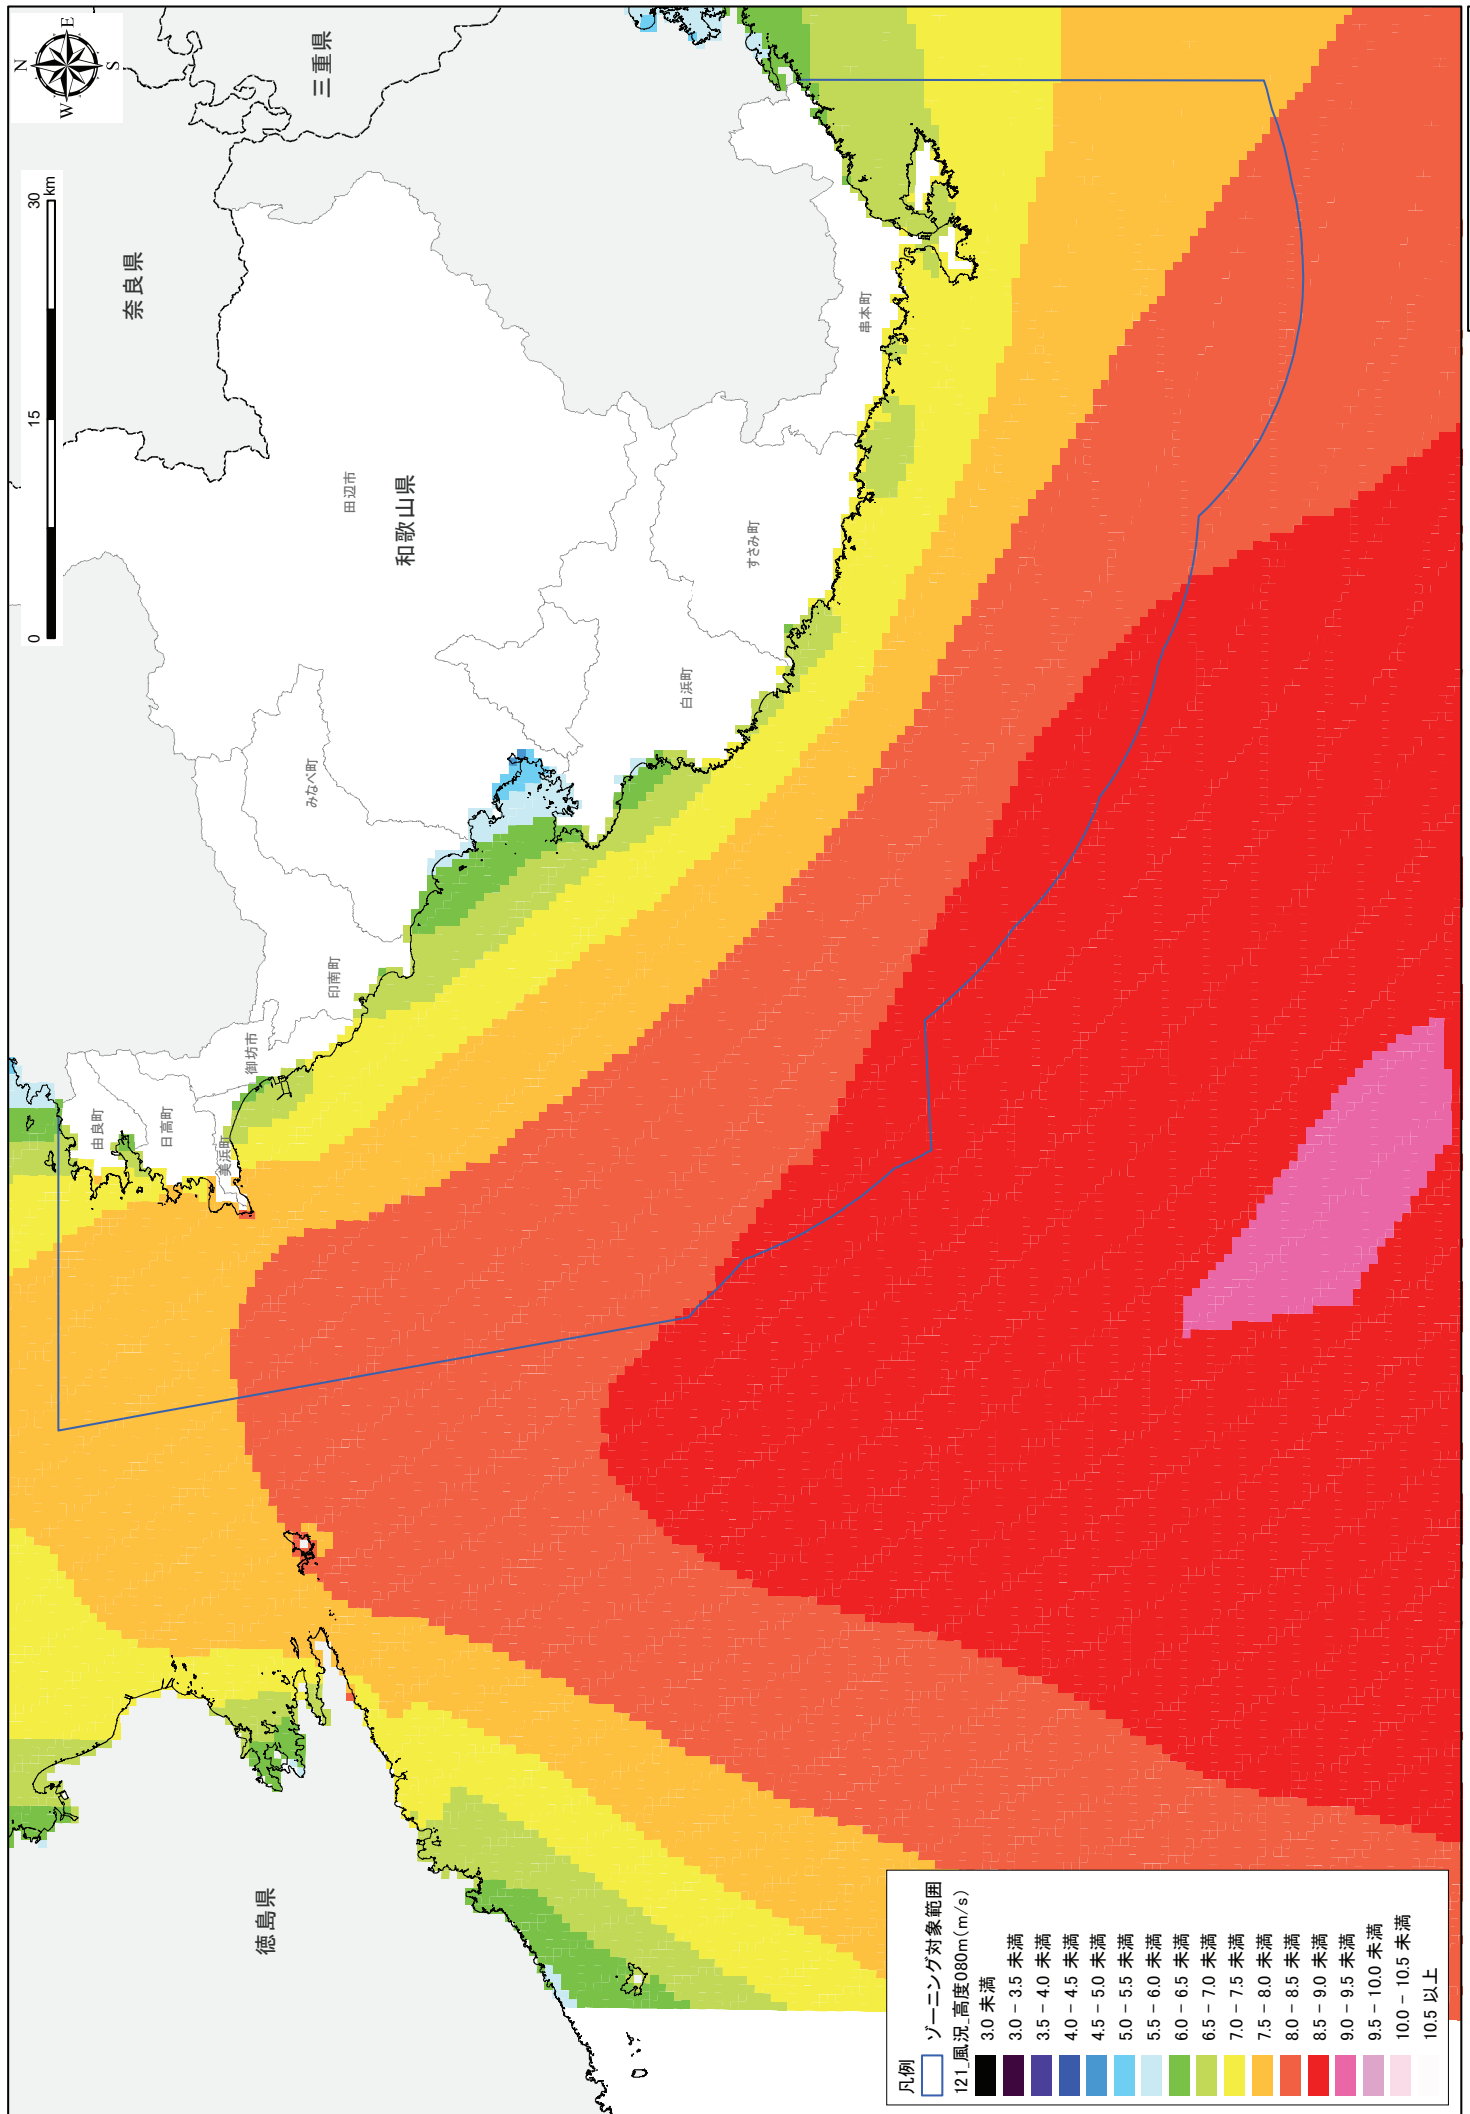 N
W
E
S
0 15 30
km
奈良県
三重県
和歌山県
徳島県
田辺市
みなべ町
印南町
御坊市
由良町
日高町
美浜町
白浜町
すさみ町
串本町
凡例
ゾーニング対象範囲
121_風況_高度080m(m/s)
3.0 未満
3.0 - 3.5 未満
3.5 - 4.0 未満
4.0 - 4.5 未満
4.5 - 5.0 未満
5.0 - 5.5 未満
5.5 - 6.0 未満
6.0 - 6.5 未満
6.5 - 7.0 未満
7.0 - 7.5 未満
7.5 - 8.0 未満
8.0 - 8.5 未満
8.5 - 9.0 未満
9.0 - 9.5 未満
9.5 - 10.0 未満
10.0 - 10.5 未満
10.5 以上